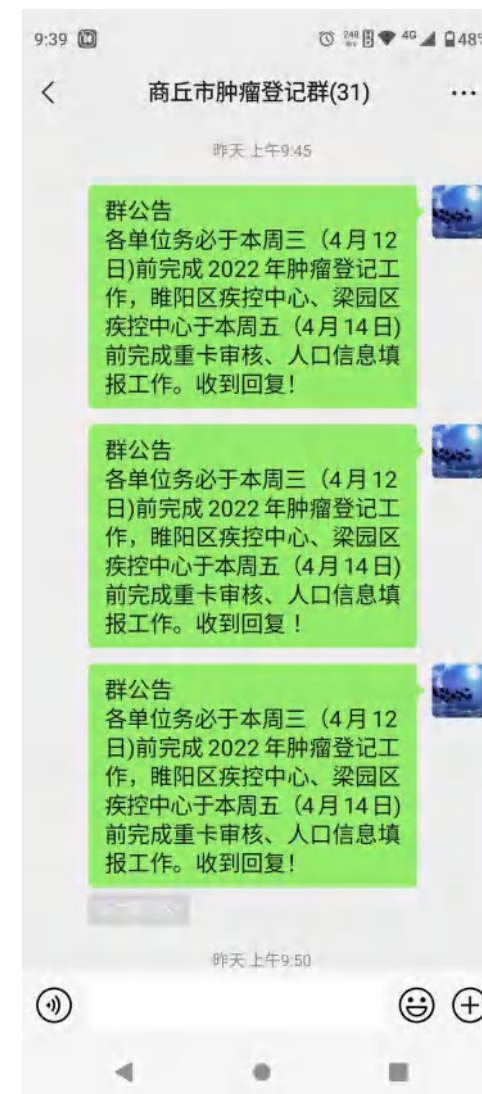 9:39
4G 48%
商丘市肿瘤登记群(31)
昨天 上午9:45
群公告
各单位务必于本周三（4月12
日)前完成 2022 年肿瘤登记工
作，睢阳区疾控中心、梁园区
疾控中心于本周五（4月14日)
前完成重卡审核、人口信息填
报工作。收到回复！
群公告
各单位务必于本周三（4月12
日)前完成 2022 年肿瘤登记工
作，睢阳区疾控中心、梁园区
疾控中心于本周五（4月14日)
前完成重卡审核、人口信息填
报工作。收到回复！
群公告
各单位务必于本周三（4月12
日)前完成 2022 年肿瘤登记工
作，睢阳区疾控中心、梁园区
疾控中心于本周五（4月14日)
前完成重卡审核、人口信息填
报工作。收到回复！
昨天 上午9:50